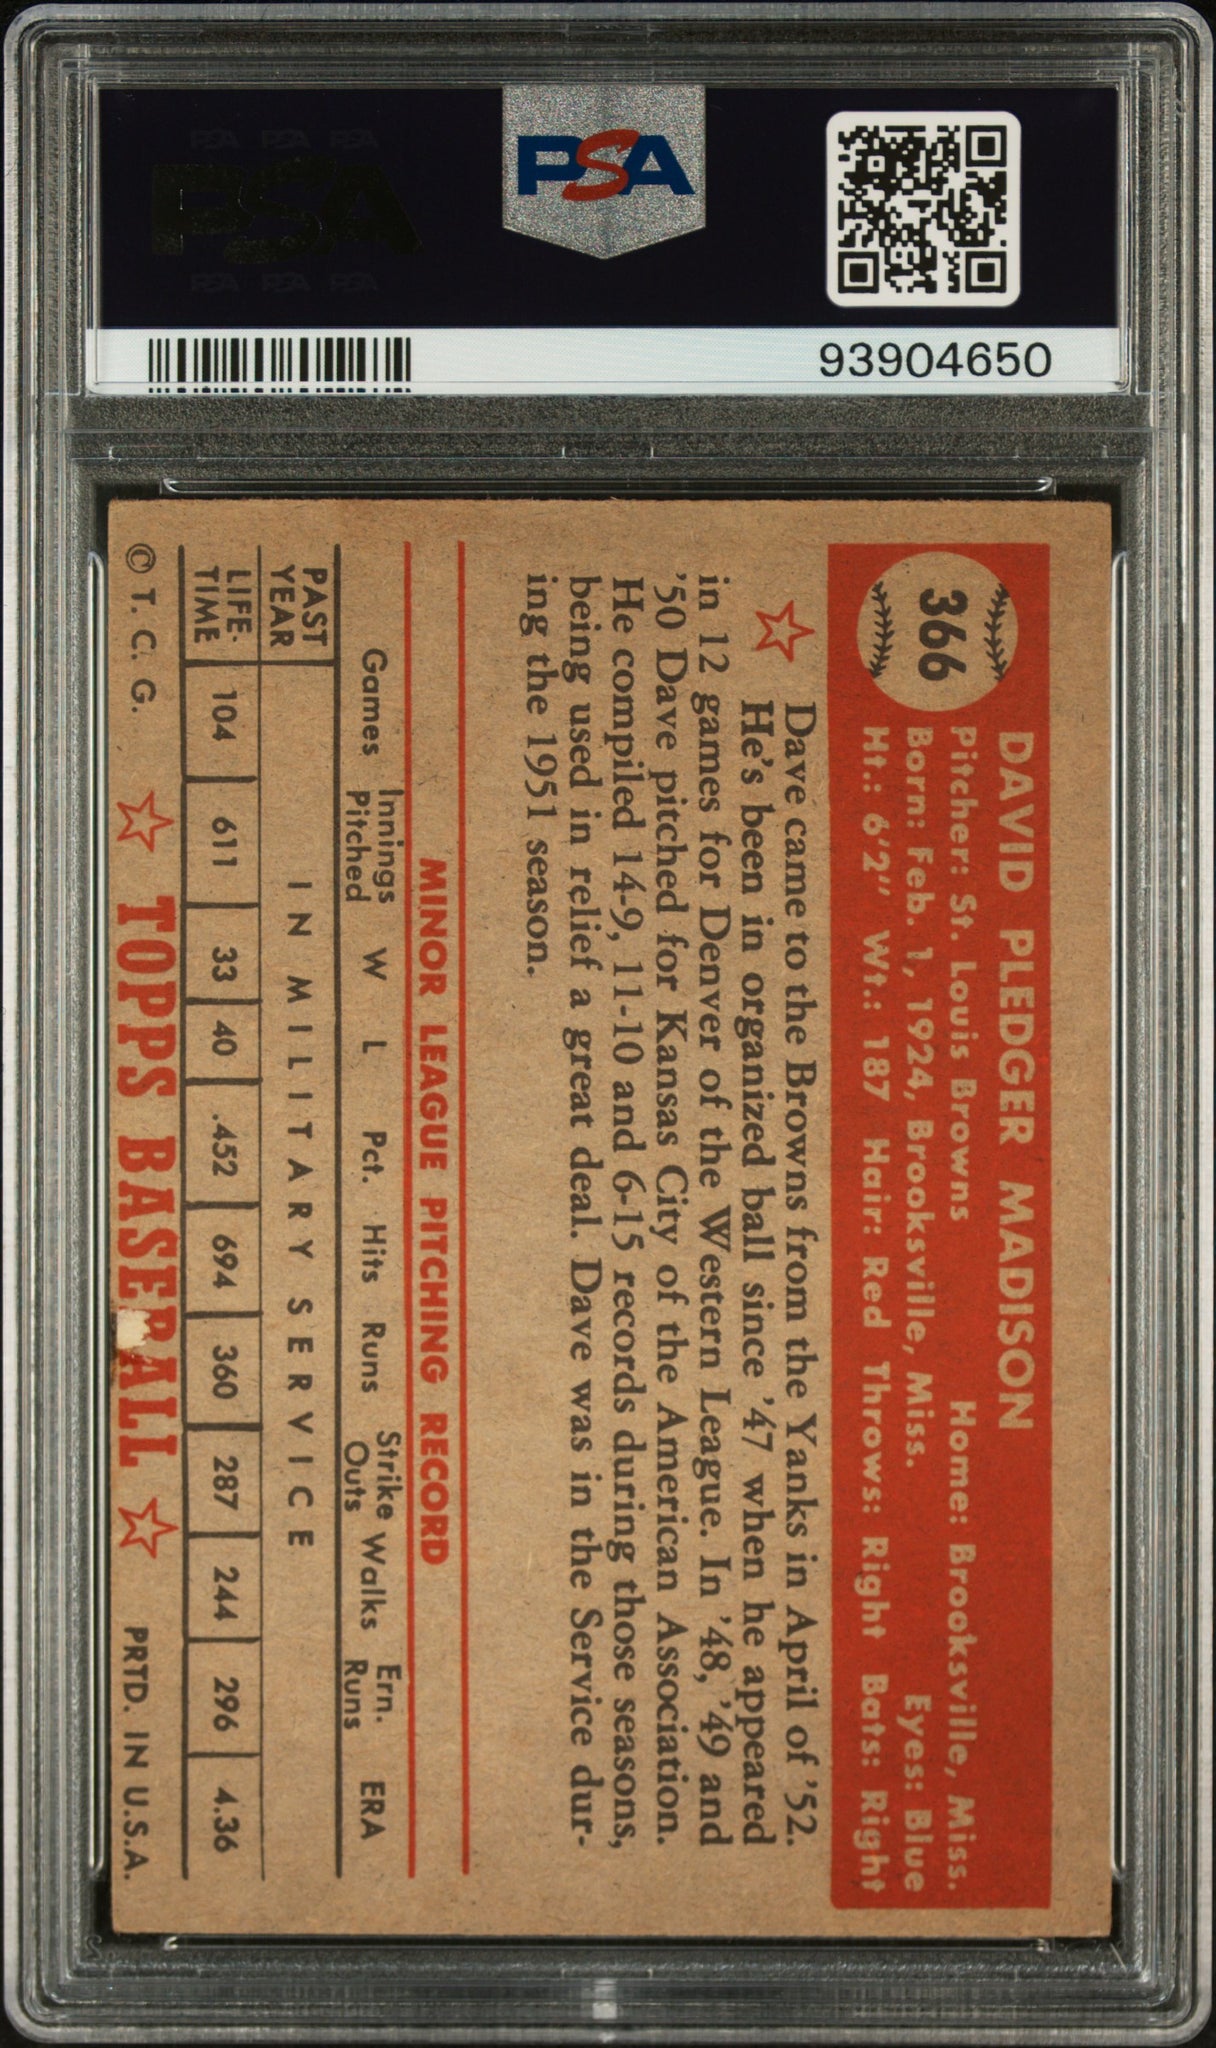 PSA PSA PSA
PSA
PSA PSA PSA
PSA
93904650
366
DAVID PLEDGER MADISON
Pitcher: St. Louis Browns Home: Brooksville, Miss.
Born: Feb. 1, 1924, Brooksville, Miss. Eyes: Blue
Ht.: 6'2" Wt.: 187 Hair: Red Throws: Right Bats: Right
Dave came to the Browns from the Yanks in April of '52.
He's been in organized ball since '47 when he appeared
in 12 games for Denver of the Western League. In '48, '49 and
'50 Dave pitched for Kansas City of the American Association.
He compiled 14-9, 11-10 and 6-15 records during those seasons,
being used in relief a great deal. Dave was in the Service dur-
ing the 1951 season.
MINOR LEAGUE PITCHING RECORD
Games Innings Pitched W L Pct. Hits Runs Strike Outs Walks Ern. Runs ERA
PAST YEAR IN MILITARY SERVICE
LIFE-TIME 104 611 33 40 .452 694 360 287 244 296 4.36
© T. C. G. TOPPS BASEBALL PRTD. IN U.S.A.